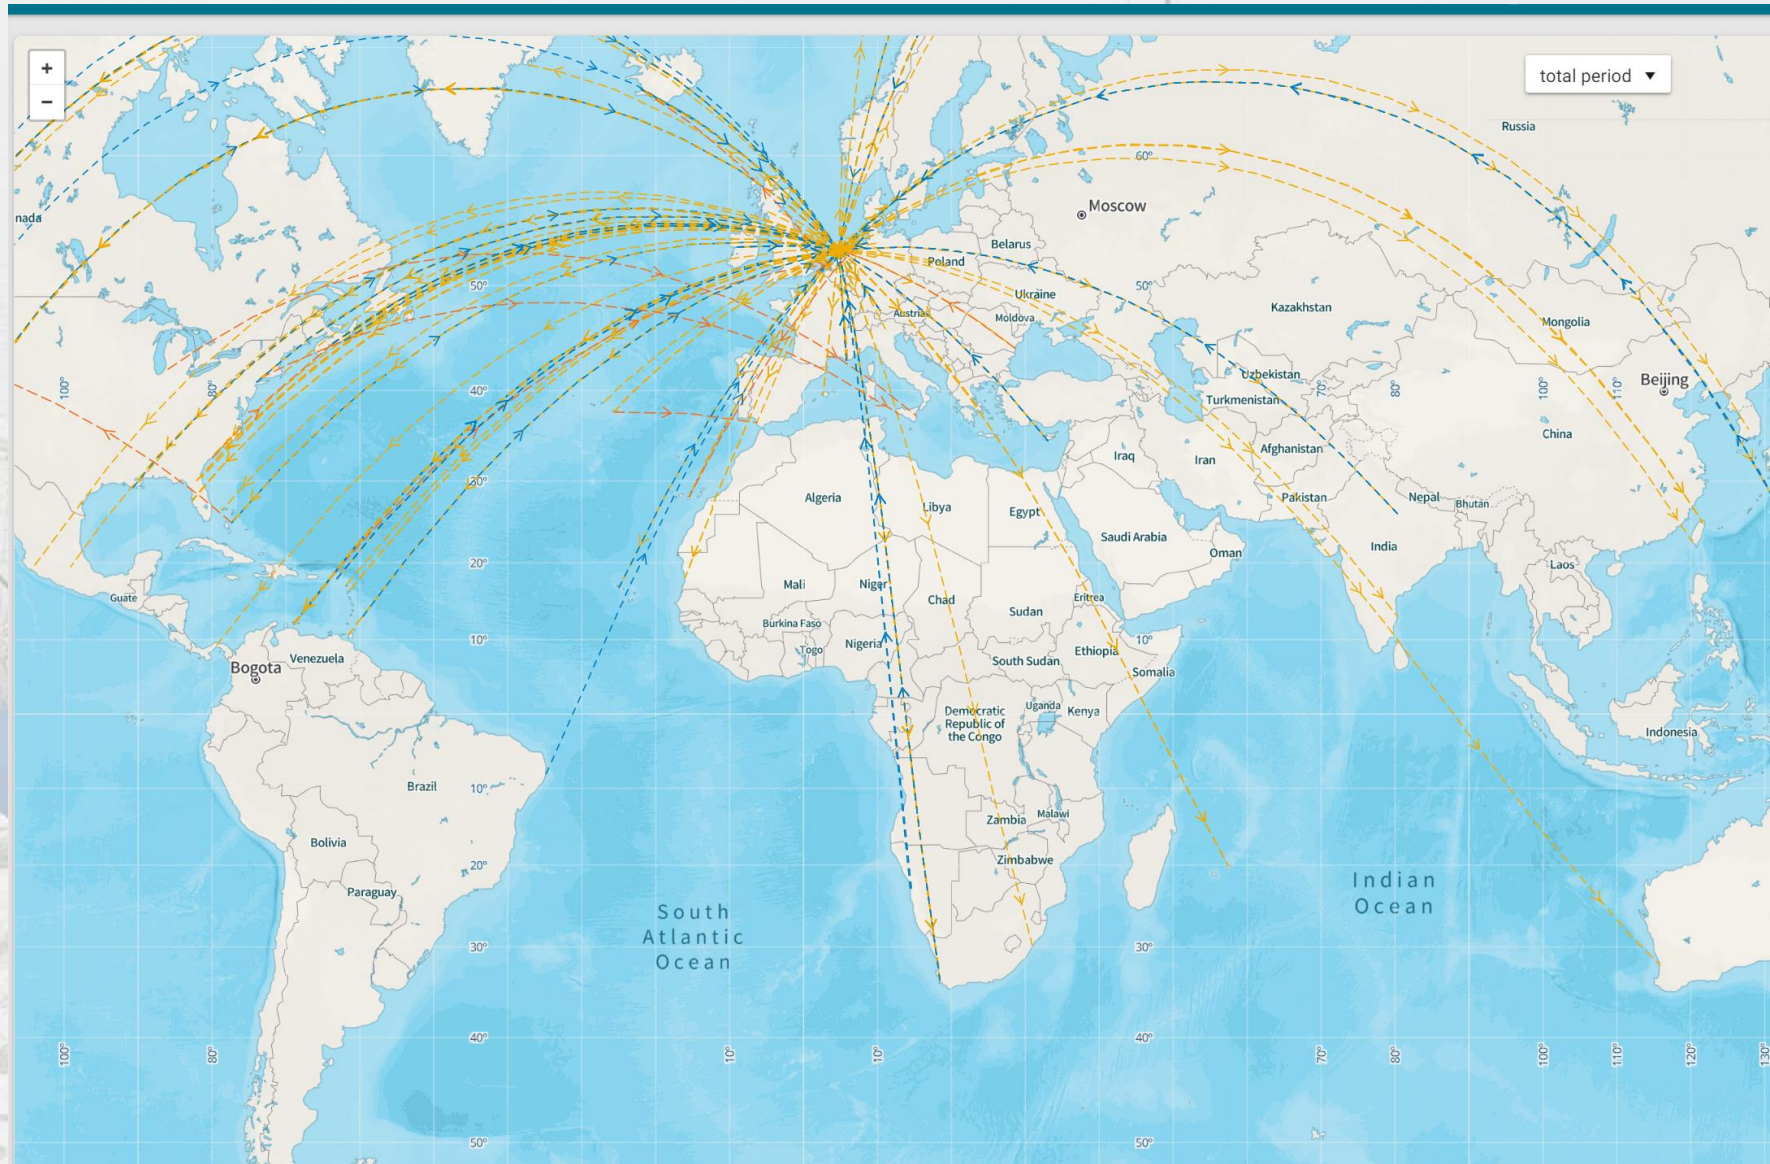 +
−
total period ▼
Russia
nada
60°
Moscow
Belarus
Poland
50°
50°
Ukraine
Kazakhstan
Austria
Moldova
Mongolia
100°
80°
40°
Uzbekistan
70°
80°
100°
110°
Beijing
Turkmenistan
China
Iraq
Iran
Afghanistan
30°
Algeria
Libya
Egypt
Pakistan
Nepal
Bhutan
Saudi Arabia
Oman
India
20°
Laos
Guate
Mali
Niger
Chad
Sudan
Eritrea
Burkina Faso
10°
Togo
Nigeria
10°
Ethiopia
Bogota
Venezuela
South Sudan
Somalia
Democratic
Republic of
the Congo
Uganda
Kenya
Indonesia
Brazil
10°
Zambia
Malawi
Bolivia
20°
Zimbabwe
Paraguay
Indian
Ocean
South
Atlantic
Ocean
30°
30°
40°
40°
100°
80°
10°
10°
70°
80°
100°
110°
120°
130°
50°
50°